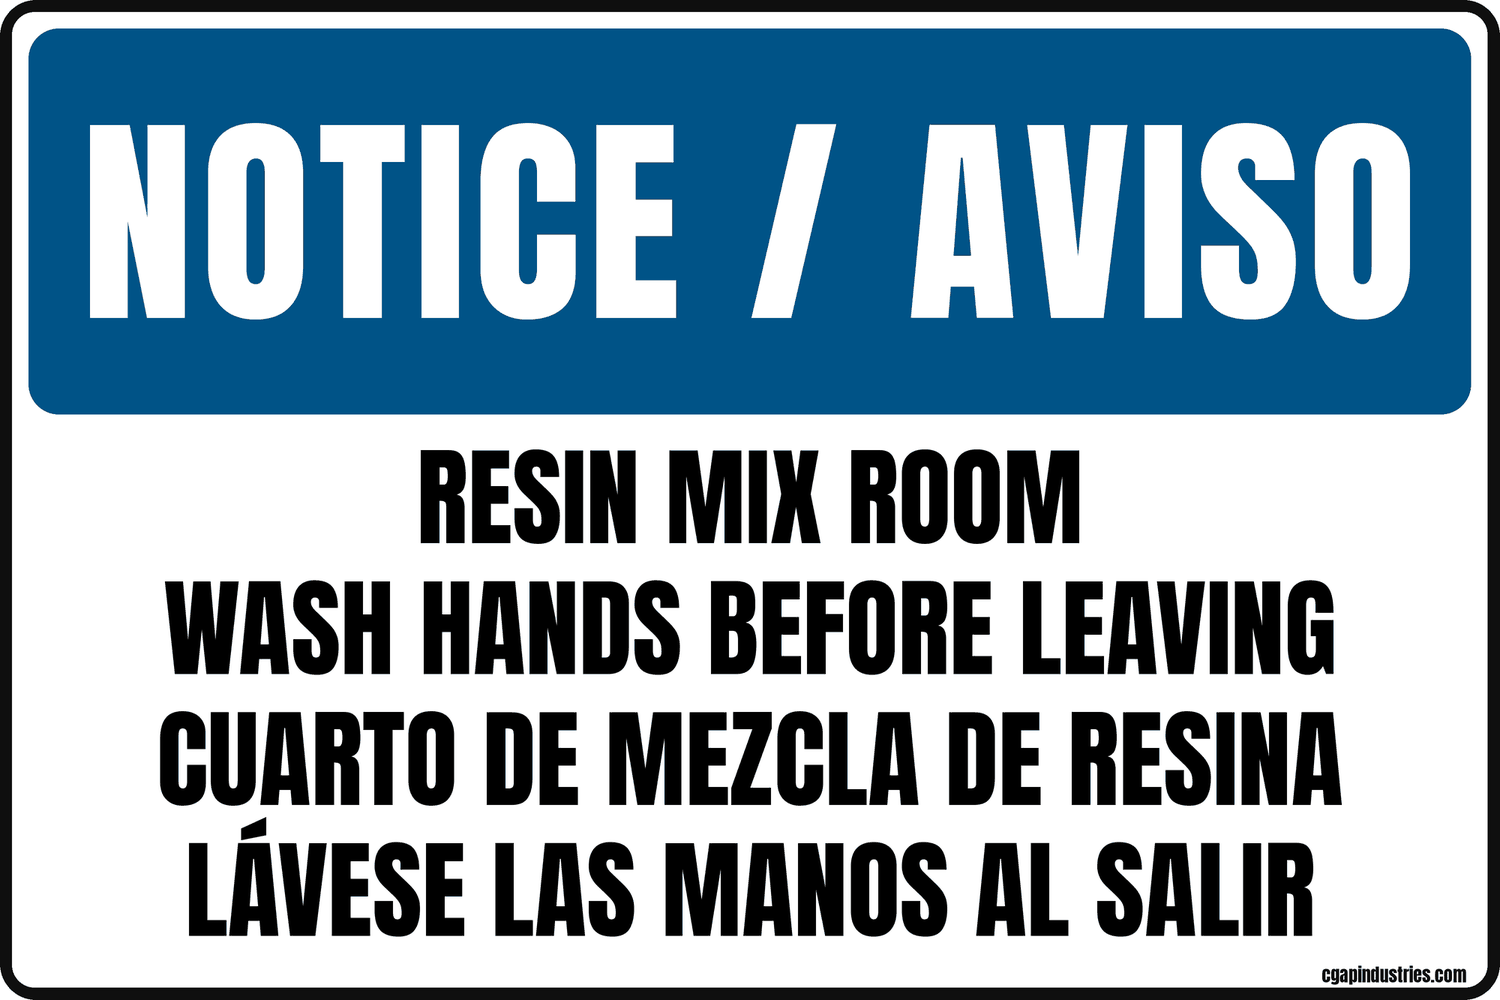 NOTICE / AVISO
RESIN MIX ROOM
WASH HANDS BEFORE LEAVING
CUARTO DE MEZCLA DE RESINA
LÁVESE LAS MANOS AL SALIR
cgapindustries.com